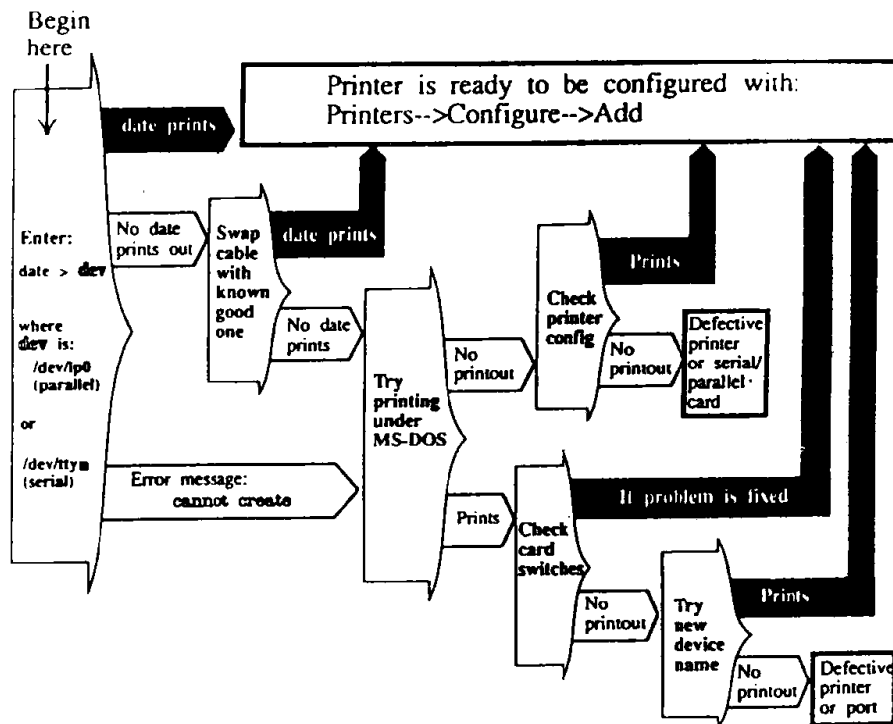 Begin
here
Printer is ready to be configured with:
Printers-->Configure-->Add
date prints
Enter:
date > dev
where
dev is:
/dev/lp0
(parallel)
or
/dev/ttyn
(serial)
No date
prints out
Swap
cable
with
known
good
one
date prints
No date
prints
Error message:
cannot create
Try
printing
under
MS-DOS
No
printout
Check
printer
config
Prints
No
printout
Defective
printer
or serial/
parallel
card
Prints
Check
card
switches
If problem is fixed
No
printout
Try
new
device
name
Prints
No
printout
Defective
printer
or port